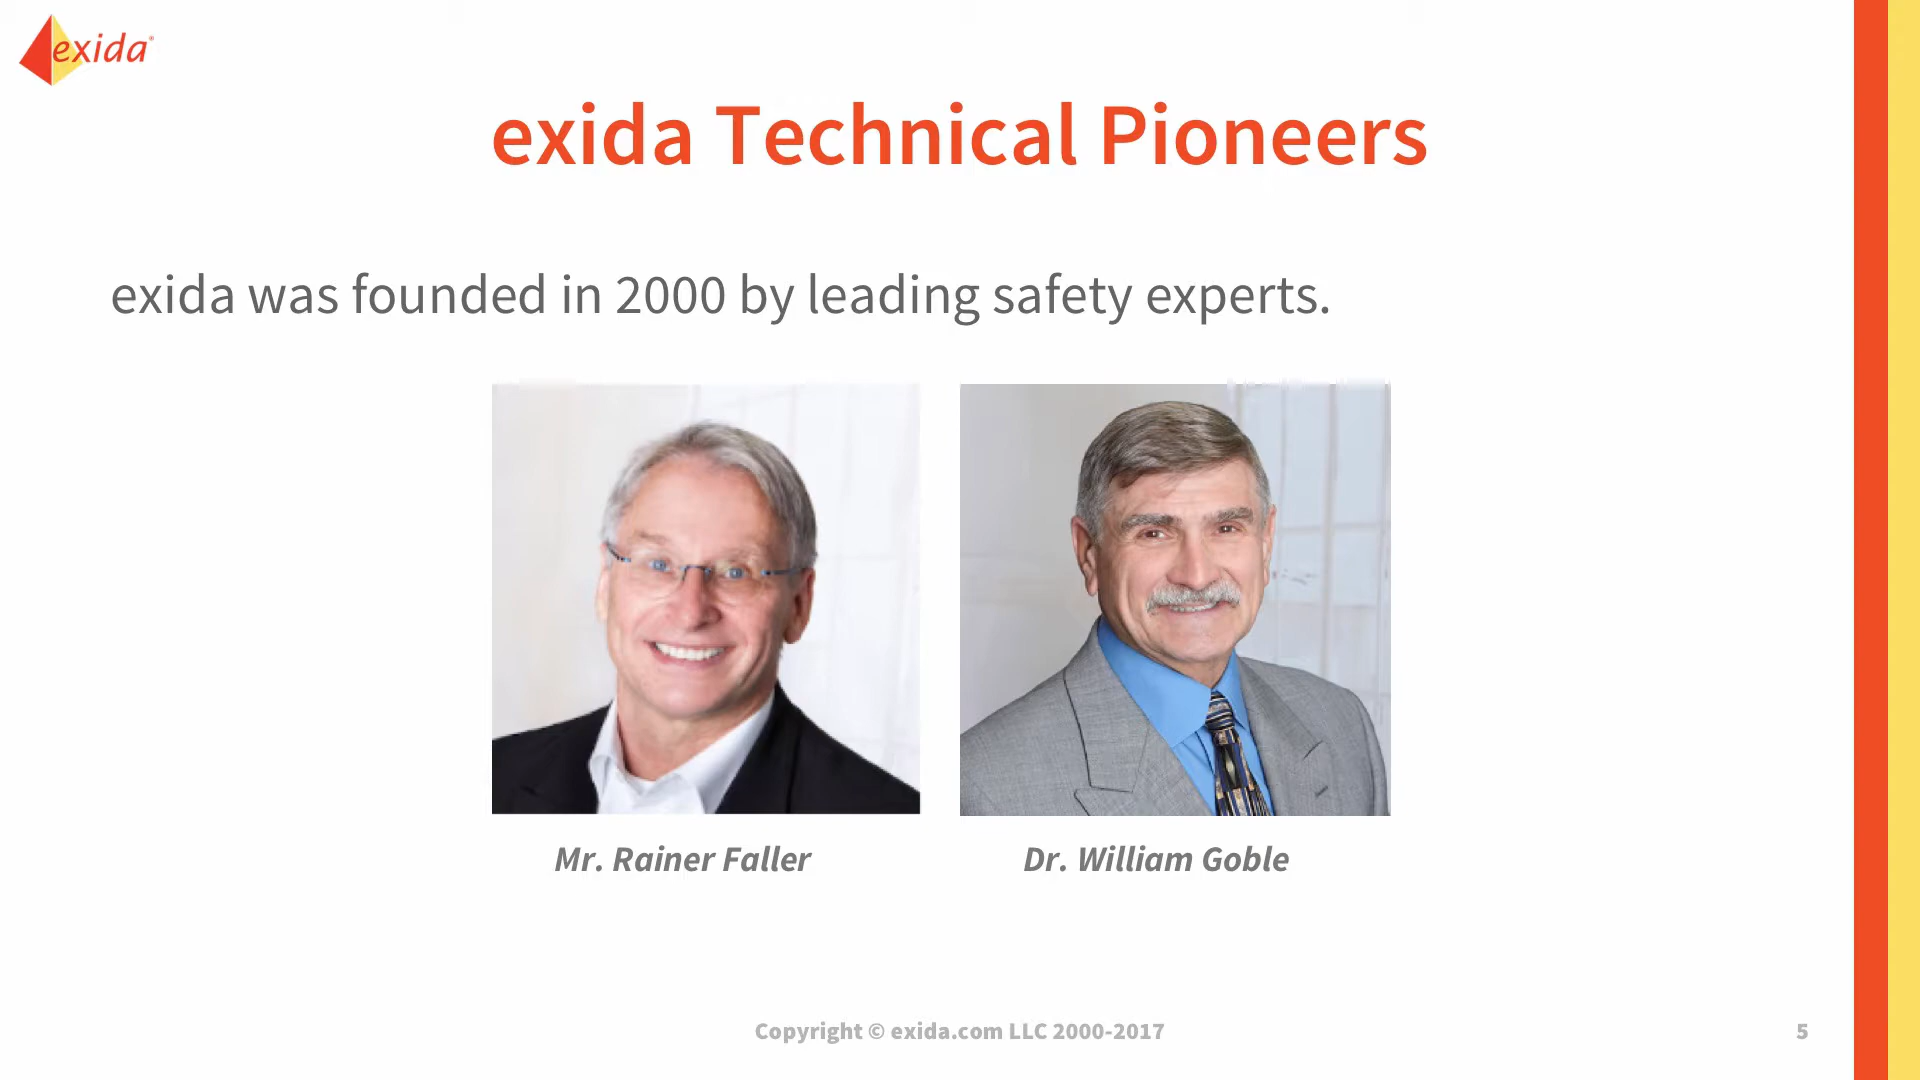 exida
exida Technical Pioneers
exida was founded in 2000 by leading safety experts.
Mr. Rainer Faller
Dr. William Goble
Copyright © exida.com LLC 2000-2017
5